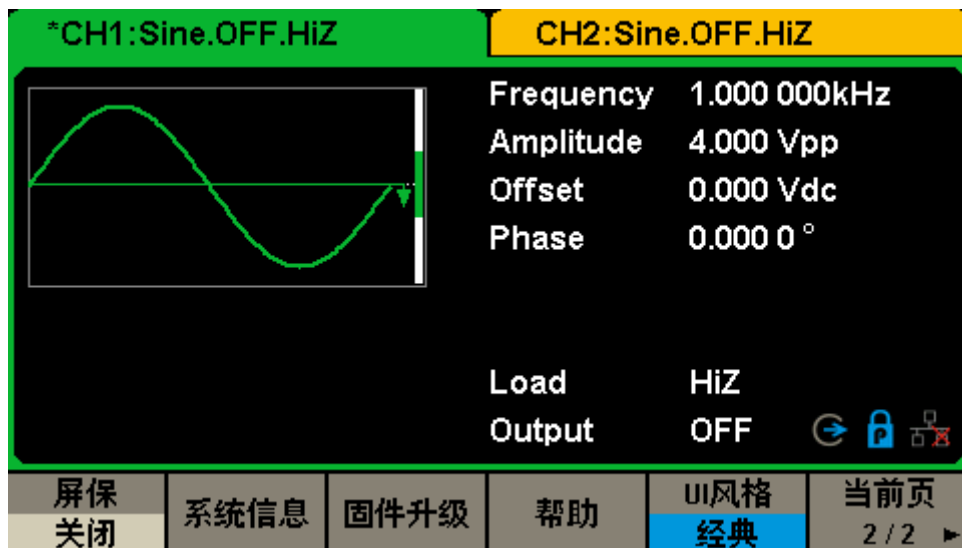 *CH1:Sine.OFF.HiZ
CH2:Sine.OFF.HiZ
Frequency 1.000 000kHz
Amplitude 4.000 Vpp
Offset 0.000 Vdc
Phase 0.000 0 °
Load HiZ
Output OFF
P
屏保
关闭
系统信息
固件升级
帮助
UI风格
经典
当前页
2 / 2